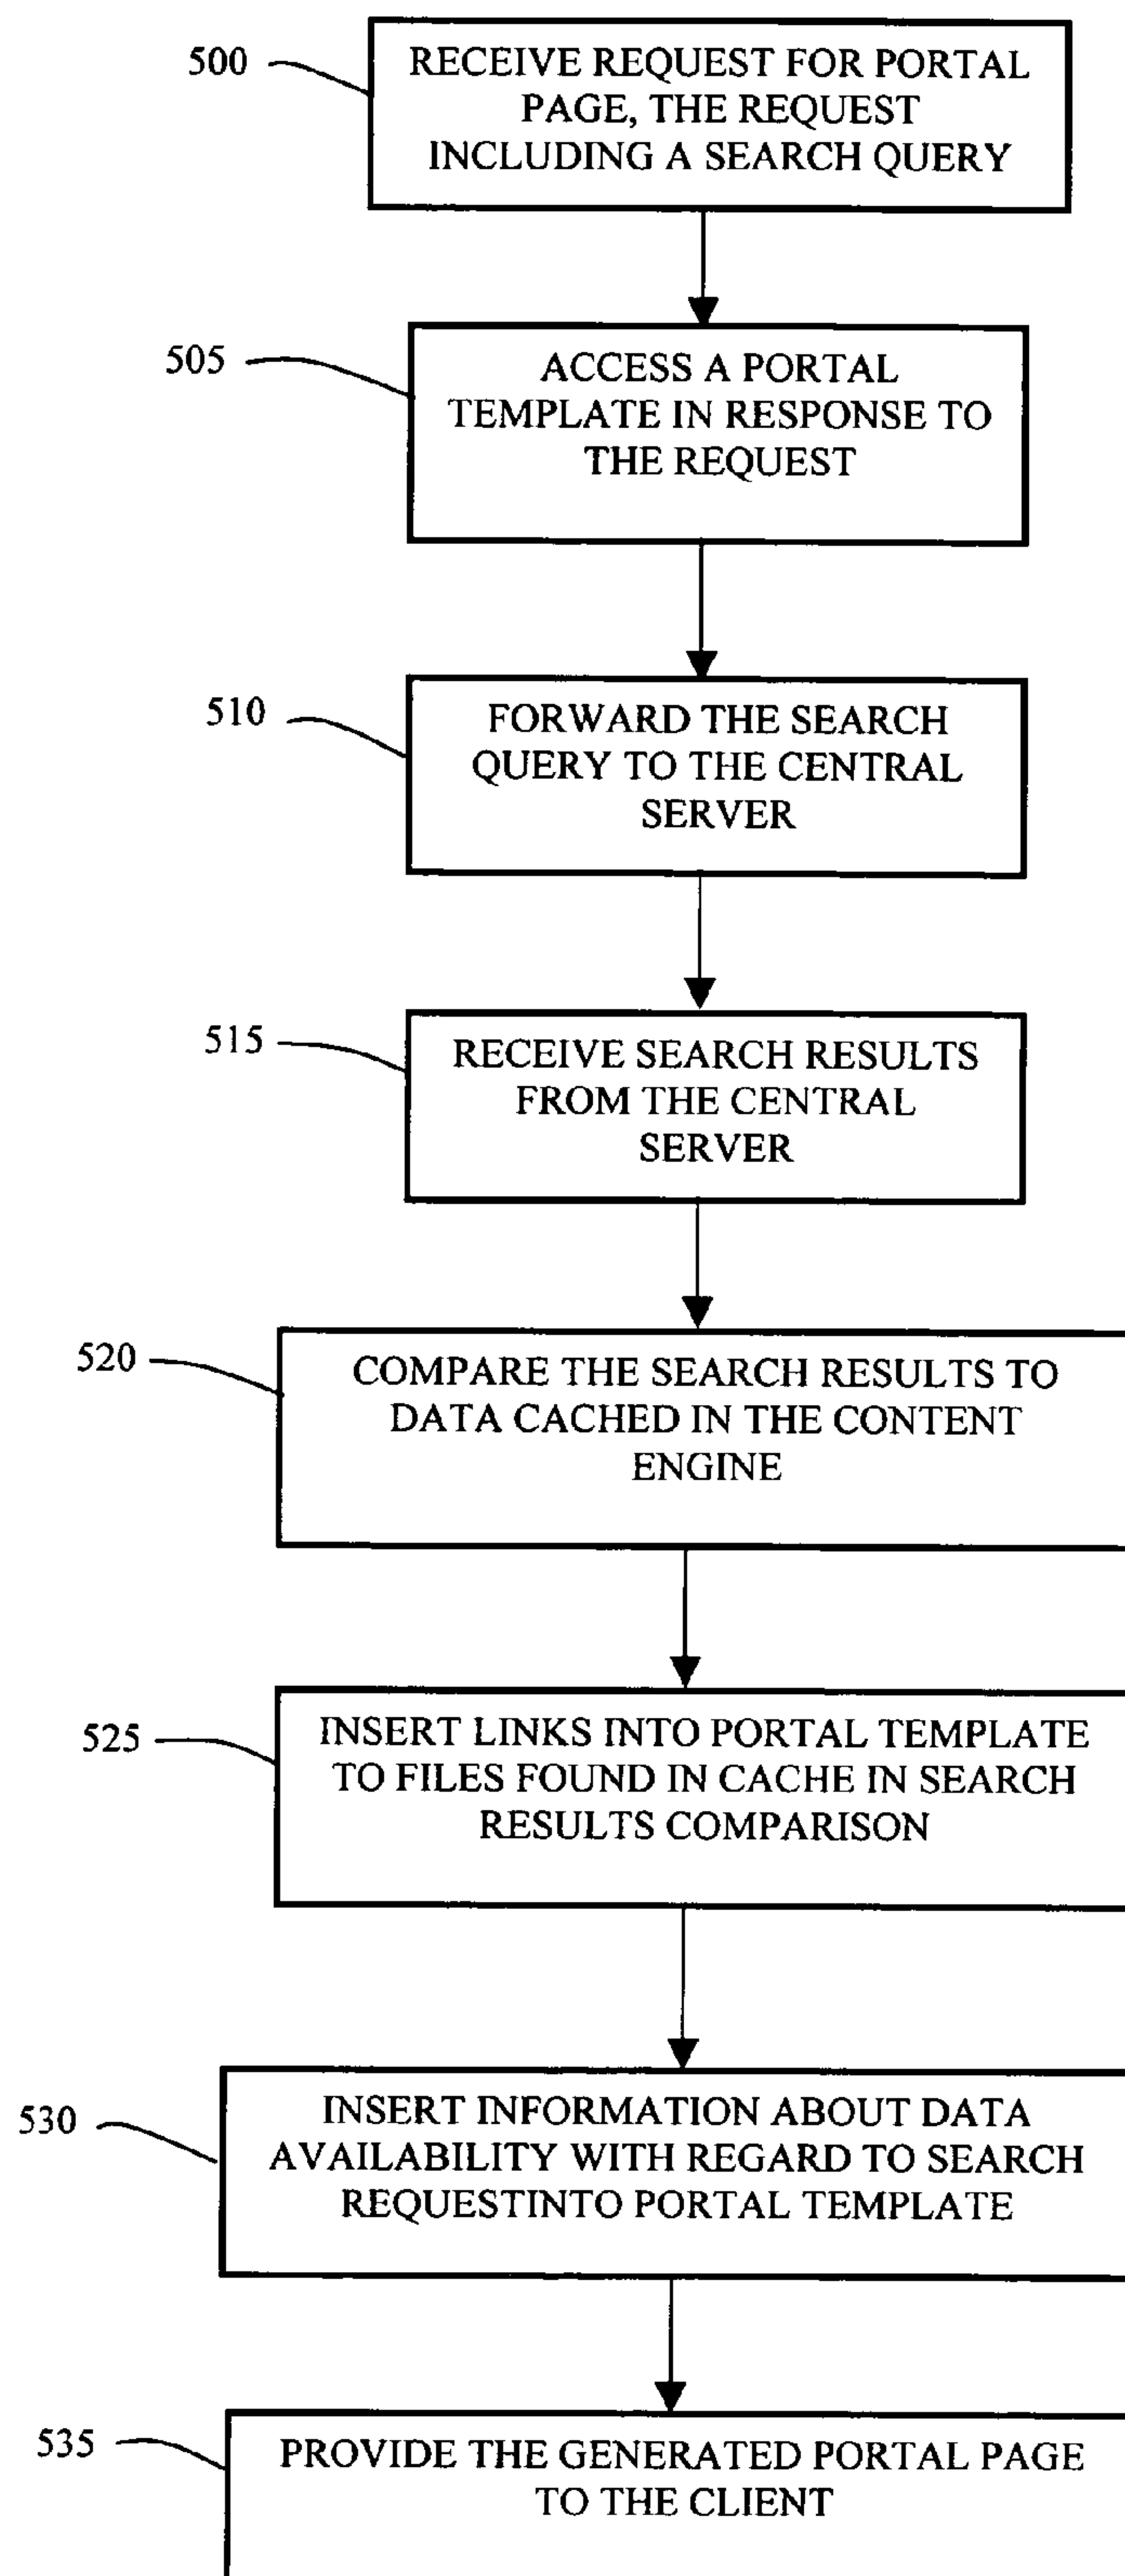 500
RECEIVE REQUEST FOR PORTAL
PAGE, THE REQUEST
INCLUDING A SEARCH QUERY
505
ACCESS A PORTAL
TEMPLATE IN RESPONSE TO
THE REQUEST
510
FORWARD THE SEARCH
QUERY TO THE CENTRAL
SERVER
515
RECEIVE SEARCH RESULTS
FROM THE CENTRAL
SERVER
520
COMPARE THE SEARCH RESULTS TO
DATA CACHED IN THE CONTENT
ENGINE
525
INSERT LINKS INTO PORTAL TEMPLATE
TO FILES FOUND IN CACHE IN SEARCH
RESULTS COMPARISON
530
INSERT INFORMATION ABOUT DATA
AVAILABILITY WITH REGARD TO SEARCH
REQUESTINTO PORTAL TEMPLATE
535
PROVIDE THE GENERATED PORTAL PAGE
TO THE CLIENT